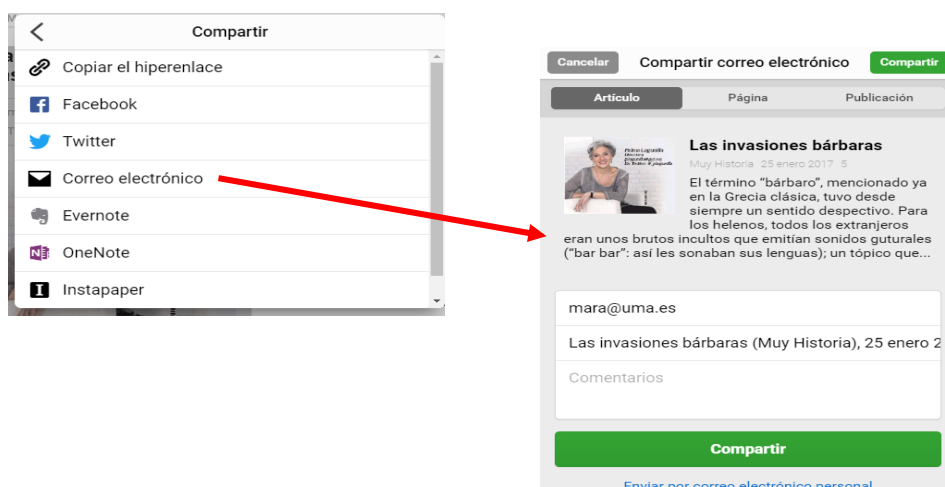 Compartir
Copiar el hiperenlace
Facebook
Twitter
Correo electrónico
Evernote
OneNote
Instapaper
Cancelar
Compartir correo electrónico
Compartir
Artículo
Página
Publicación
Las invasiones bárbaras
Muy Historia 25 enero 2017 5
El término “bárbaro”, mencionado ya
en la Grecia clásica, tuvo desde
siempre un sentido despectivo. Para
los helenos, todos los extranjeros
eran unos brutos incultos que emitían sonidos guturales
(“bar bar”: así les sonaban sus lenguas); un tópico que...
mara@uma.es
Las invasiones bárbaras (Muy Historia), 25 enero 2
Comentarios
Compartir
Enviar por correo electrónico personal